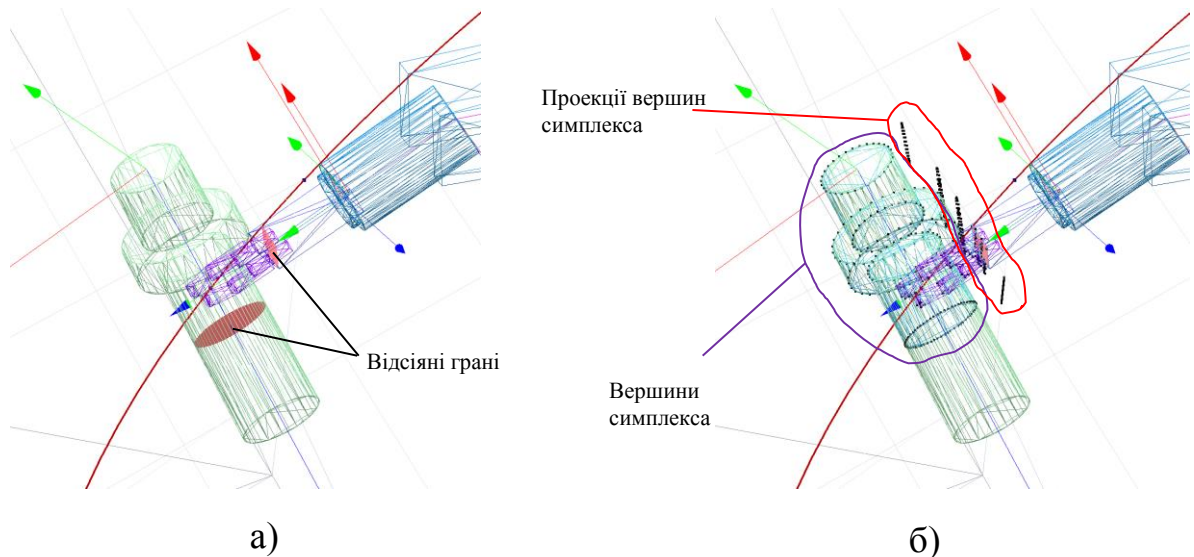 Проекції вершин
симплекса
Відсіяні грані
Вершини
симплекса
а)
б)